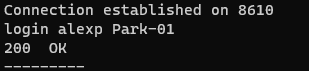 Connection established on 8610
login alexp Park-01
200  OK
---------